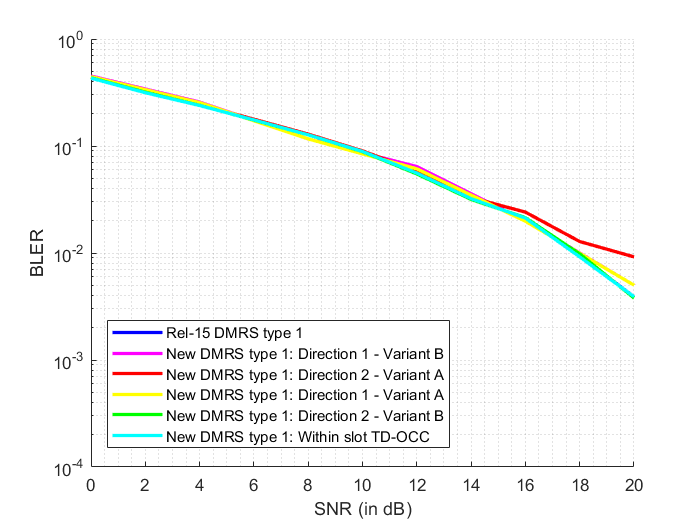 10^0
10^-1
10^-2
10^-3
10^-4
BLER
Rel-15 DMRS type 1
New DMRS type 1: Direction 1 - Variant B
New DMRS type 1: Direction 2 - Variant A
New DMRS type 1: Direction 1 - Variant A
New DMRS type 1: Direction 2 - Variant B
New DMRS type 1: Within slot TD-OCC
0 2 4 6 8 10 12 14 16 18 20
SNR (in dB)